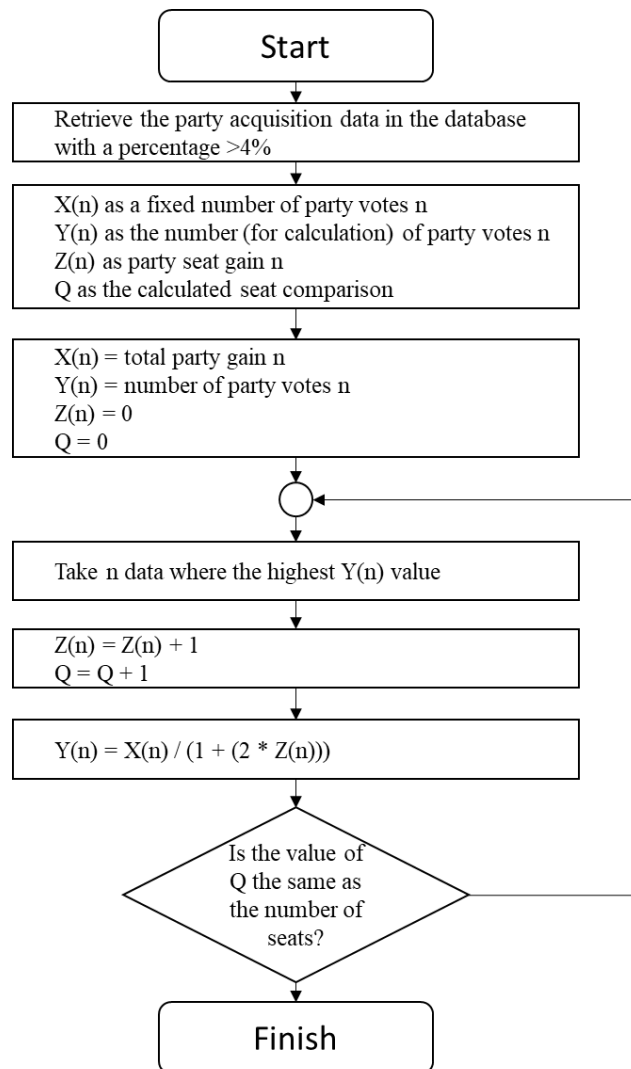 Start
Retrieve the party acquisition data in the database
with a percentage >4%
X(n) as a fixed number of party votes n
Y(n) as the number (for calculation) of party votes n
Z(n) as party seat gain n
Q as the calculated seat comparison
X(n) = total party gain n
Y(n) = number of party votes n
Z(n) = 0
Q = 0
Take n data where the highest Y(n) value
Z(n) = Z(n) + 1
Q = Q + 1
Y(n) = X(n) / (1 + (2 * Z(n)))
Is the value of
Q the same as
the number of
seats?
Finish